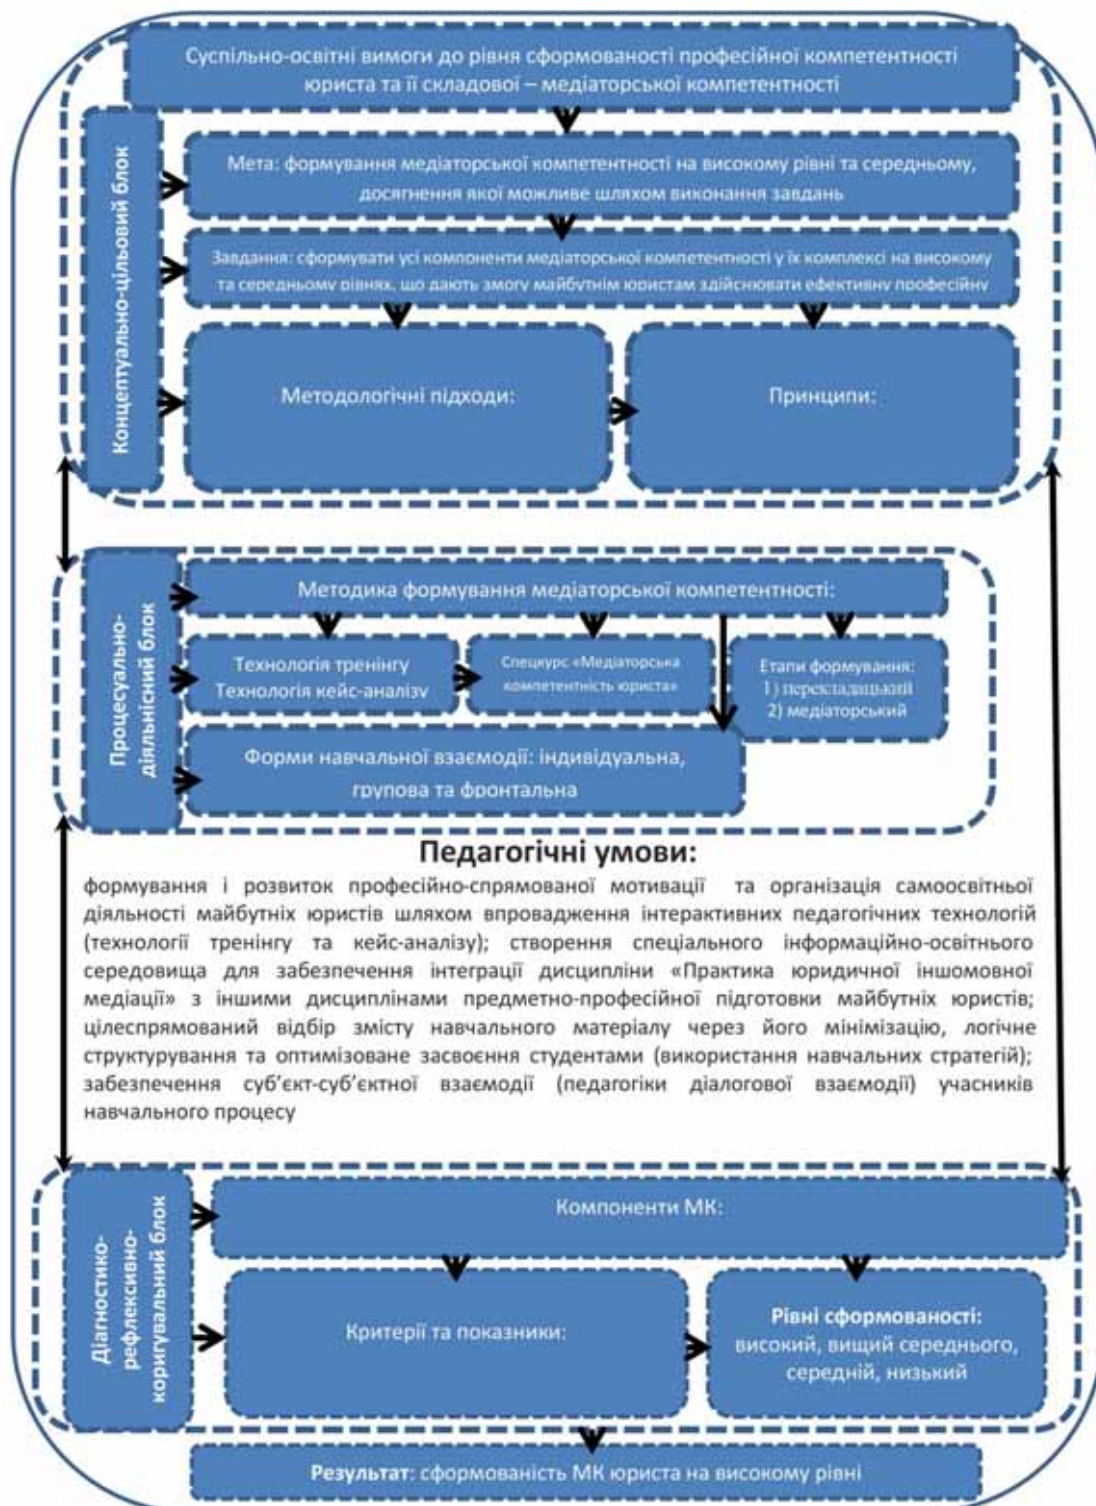 Суспільно-освітні вимоги до рівня сформованості професійної компетентності
юриста та її складової – медіаторської компетентності
Концептуально-цільовий блок
Мета: формування медіаторської компетентності на високому рівні та середньому,
досягнення якої можливе шляхом виконання завдань
Завдання: сформувати усі компоненти медіаторської компетентності у їх комплексі на високому
та середньому рівнях, що дають змогу майбутнім юристам здійснювати ефективну професійну
Методологічні підходи:
Принципи:
Процесуально-
діяльнісний блок
Методика формування медіаторської компетентності:
Технологія тренінгу
Технологія кейс-аналізу
Спецкурс «Медіаторська
компетентність юриста»
Етапи формування:
1) перекладацький
2) медіаторський
Форми навчальної взаємодії: індивідуальна,
групова та фронтальна
Педагогічні умови:
формування і розвиток професійно-спрямованої мотивації та організація самоосвітньої
діяльності майбутніх юристів шляхом впровадження інтерактивних педагогічних технологій
(технології тренінгу та кейс-аналізу); створення спеціального інформаційно-освітнього
середовища для забезпечення інтеграції дисципліни «Практика юридичної іншомовної
медіації» з іншими дисциплінами предметно-професійної підготовки майбутніх юристів;
цілеспрямований відбір змісту навчального матеріалу через його мінімізацію, логічне
структурування та оптимізоване засвоєння студентами (використання навчальних стратегій);
забезпечення суб’єкт-суб’єктної взаємодії (педагогіки діалогової взаємодії) учасників
навчального процесу
Діагностико-
рефлексивно-
коригувальний блок
Компоненти МК:
Критерії та показники:
Рівні сформованості:
високий, вищий середнього,
середній, низький
Результат: сформованість МК юриста на високому рівні